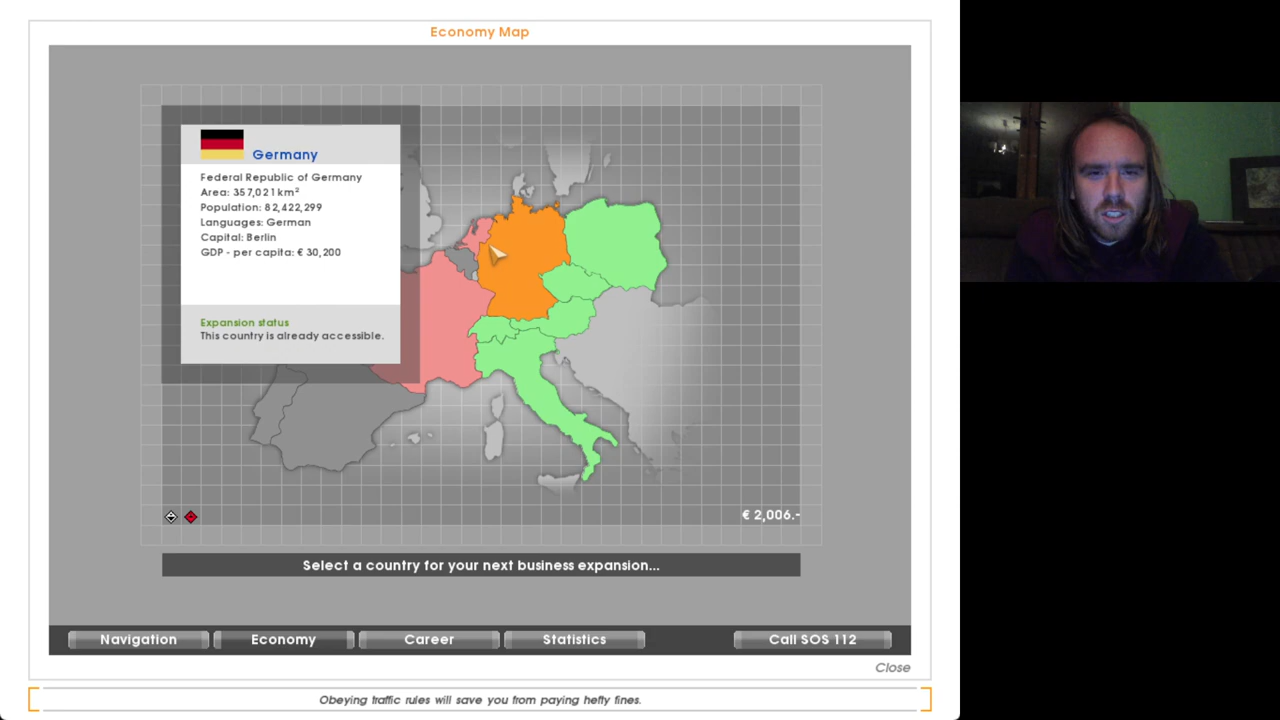 Economy Map
Germany
Federal Republic of Germany
Area: 357,021km²
Population: 82,422,299
Languages: German
Capital: Berlin
GDP - per capita: € 30,200
Expansion status
This country is already accessible.
€ 2,006.-
Select a country for your next business expansion...
Navigation
Economy
Career
Statistics
Call SOS 112
Close
Obeying traffic rules will save you from paying hefty fines.